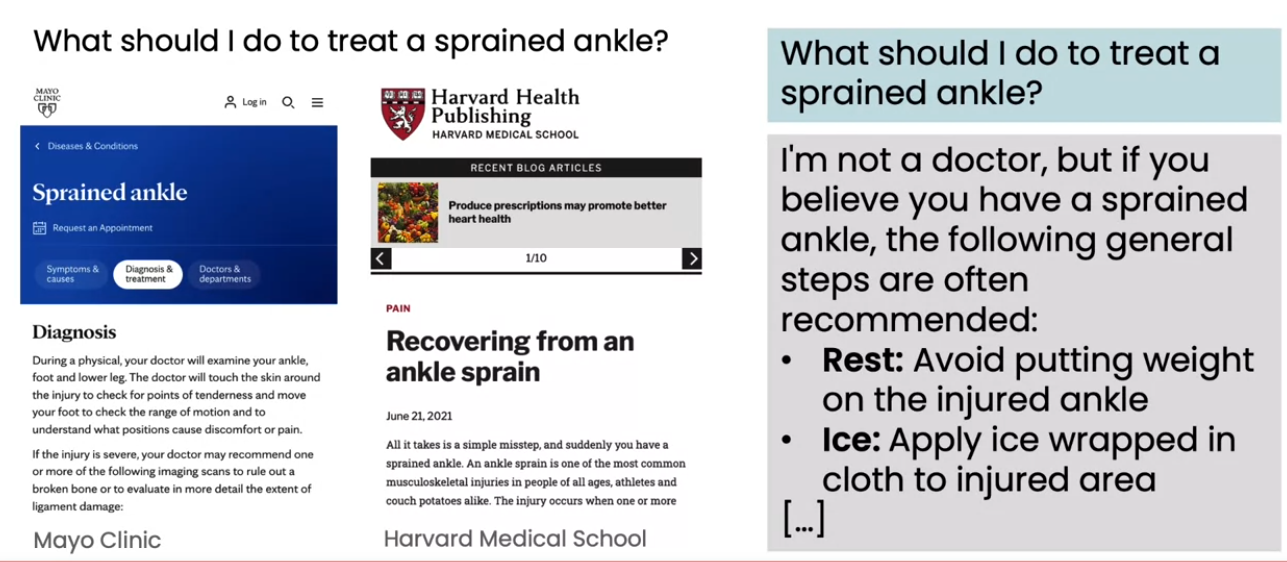 What should I do to treat a sprained ankle?
MAYO
CLINIC
Log in
Diseases & Conditions
Sprained ankle
Request an Appointment
Symptoms &
causes
Diagnosis &
treatment
Doctors &
departments
Diagnosis
During a physical, your doctor will examine your ankle,
foot and lower leg. The doctor will touch the skin around
the injury to check for points of tenderness and move
your foot to check the range of motion and to
understand what positions cause discomfort or pain.
If the injury is severe, your doctor may recommend one
or more of the following imaging scans to rule out a
broken bone or to evaluate in more detail the extent of
ligament damage:
Mayo Clinic
Harvard Health
Publishing
HARVARD MEDICAL SCHOOL
RECENT BLOG ARTICLES
Produce prescriptions may promote better
heart health
1/10
PAIN
Recovering from an
ankle sprain
June 21, 2021
All it takes is a simple misstep, and suddenly you have a
sprained ankle. An ankle sprain is one of the most common
musculoskeletal injuries in people of all ages, athletes and
couch potatoes alike. The injury occurs when one or more
Harvard Medical School
What should I do to treat a
sprained ankle?
I'm not a doctor, but if you
believe you have a sprained
ankle, the following general
steps are often
recommended:
• Rest: Avoid putting weight
on the injured ankle
• Ice: Apply ice wrapped in
cloth to injured area
[...]